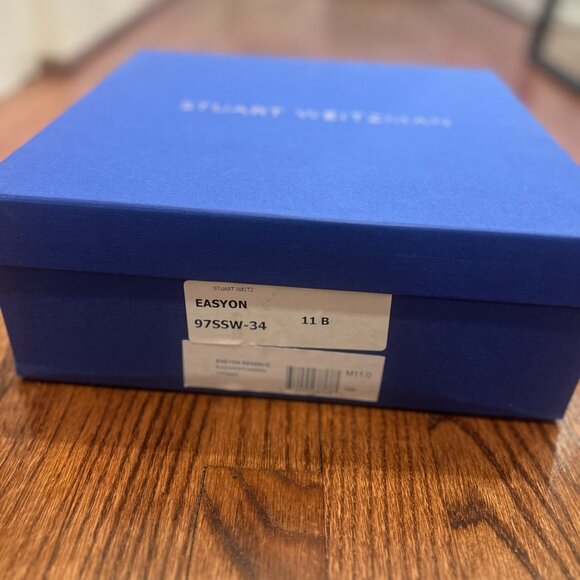 STUART WEITZMAN
STUART WEITZ
EASYON
97SSW-34 11 B
EASYON RESERVE
M11.0